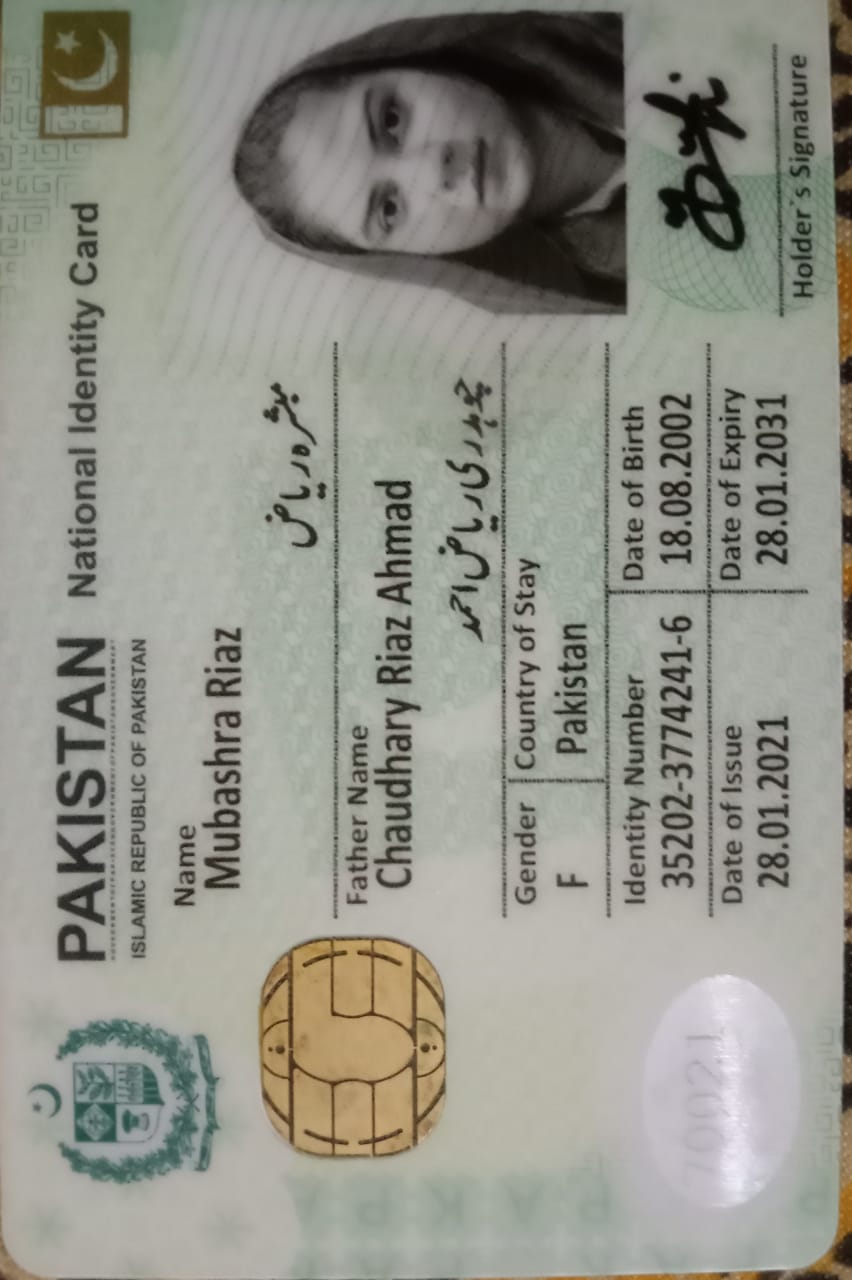 PAKISTAN National Identity Card
ISLAMIC REPUBLIC OF PAKISTAN
Name
Mubashra Riaz
مبشرہ ریاض
Father Name
Chaudhary Riaz Ahmad
چوہدری ریاض احمد
Gender Country of Stay
F Pakistan
Identity Number Date of Birth
35202-3774241-6 18.08.2002
Date of Issue Date of Expiry
28.01.2021 28.01.2031
Holder's Signature